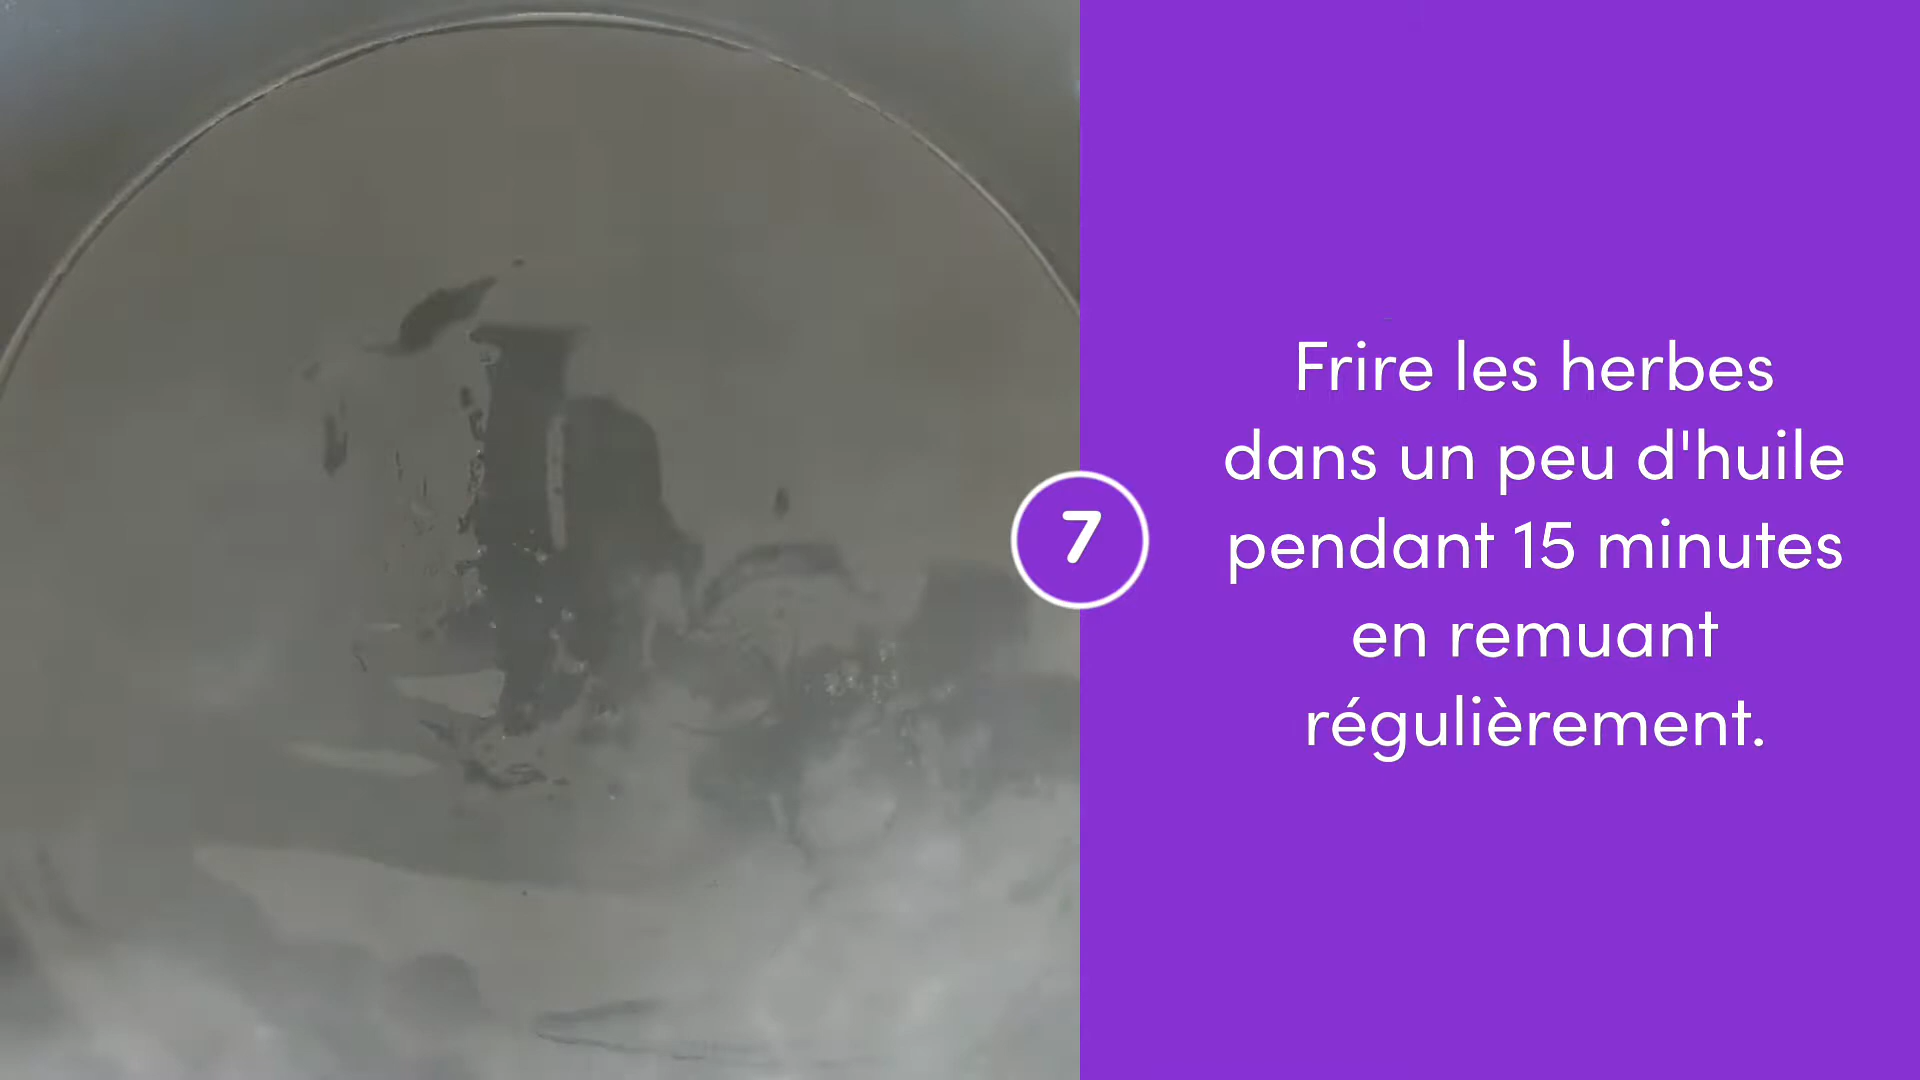 7
Frire les herbes
dans un peu d'huile
pendant 15 minutes
en remuant
régulièrement.